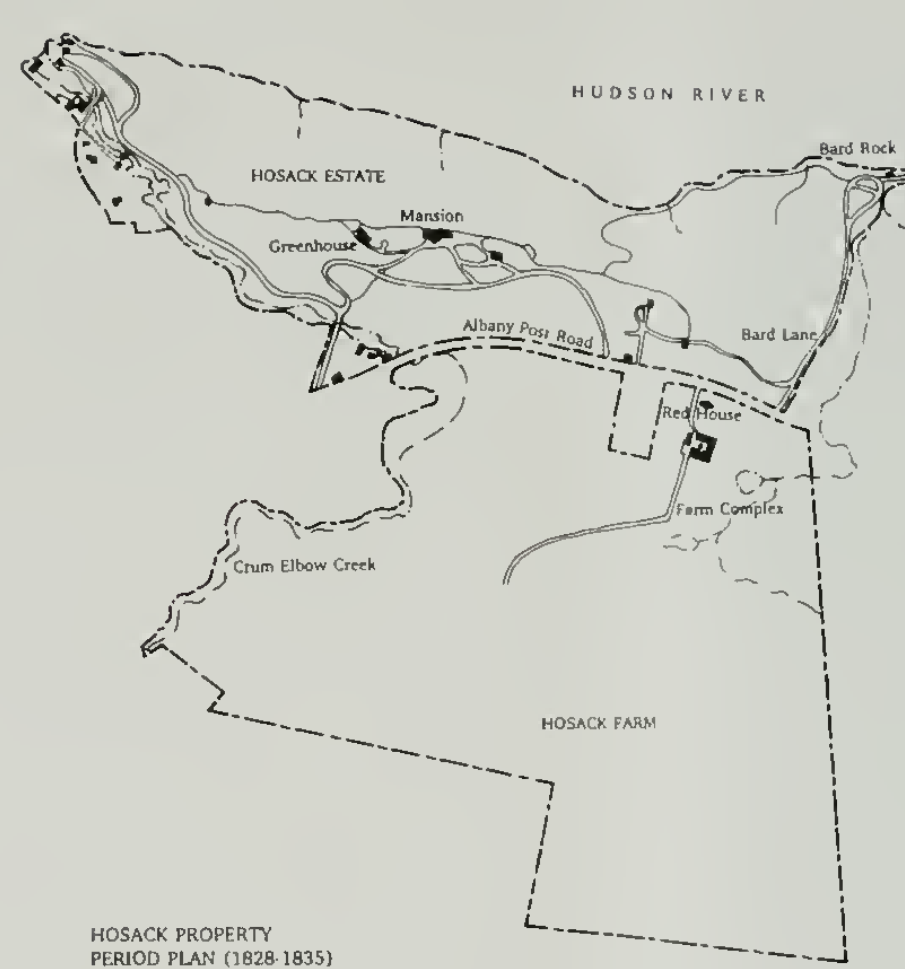 HUDSON RIVER
Bard Rock
HOSACK ESTATE
Mansion
Greenhouse
Albany Post Road
Bard Lane
Red House
Farm Complex
Crum Elbow Creek
HOSACK FARM
HOSACK PROPERTY
PERIOD PLAN (1828-1835)